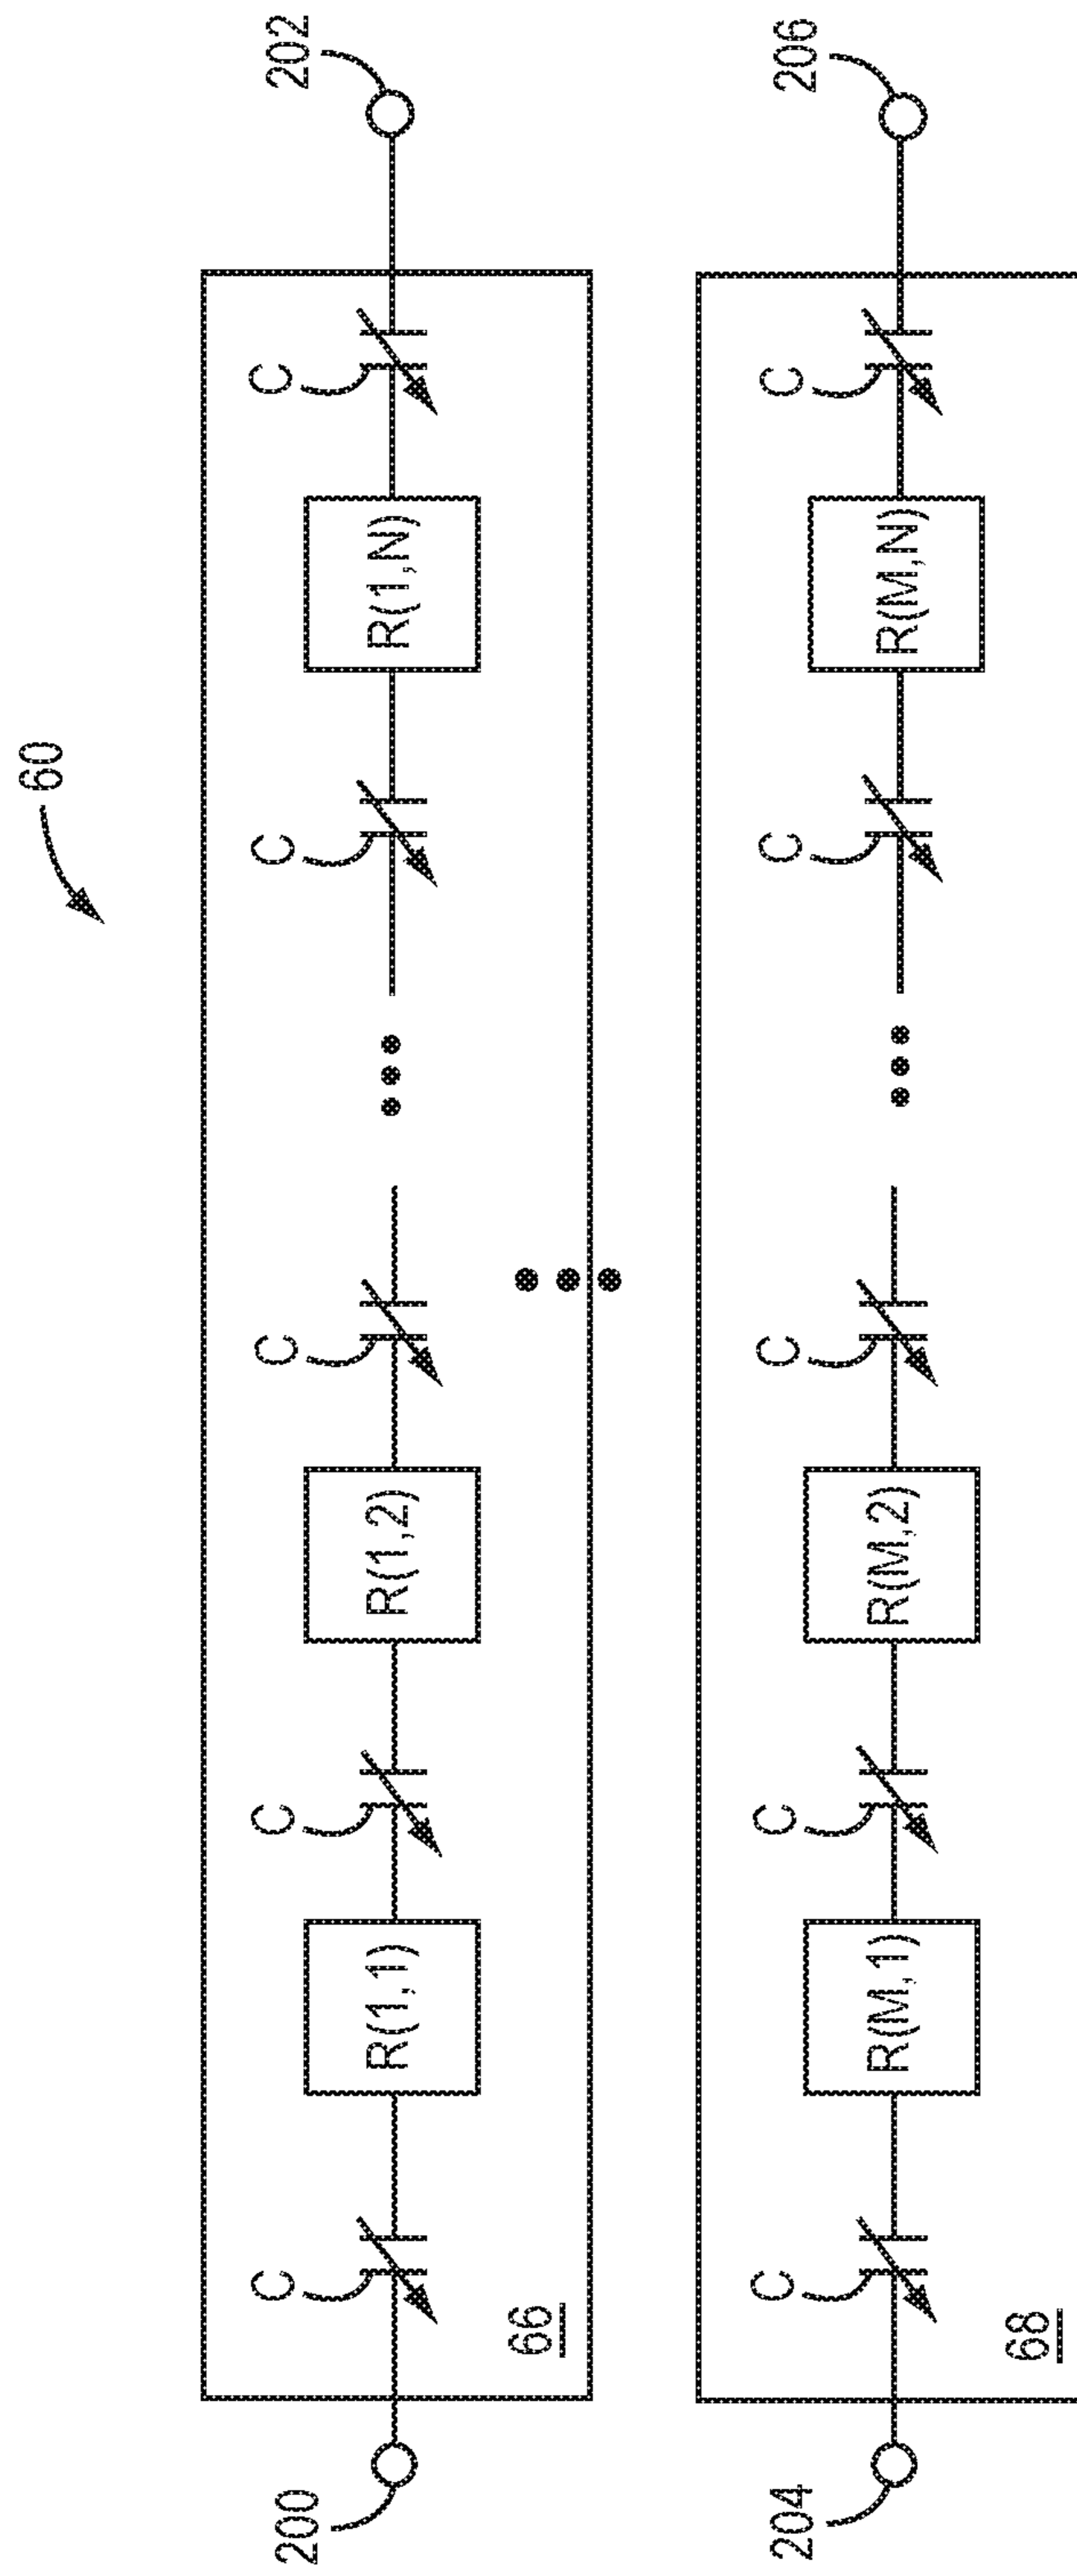 60
200
C
R(1,1)
C
R(1,2)
C
C
R(1,N)
C
202
66
204
C
R(M,1)
C
R(M,2)
C
C
R(M,N)
C
206
68